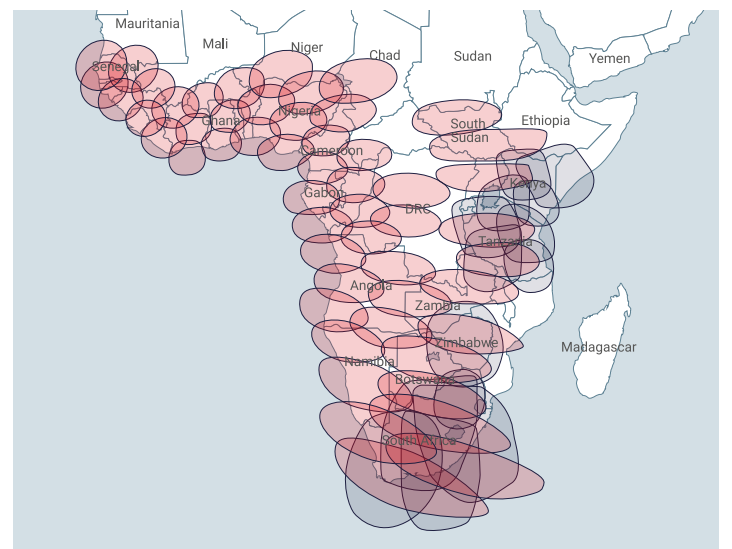 Mauritania
Mali
Niger
Chad
Sudan
Yemen
Senegal
Nigeria
Ghana
South
Sudan
Ethiopia
Cameroon
Kenya
Gabon
DRC
Tanzania
Angola
Zambia
Zimbabwe
Madagascar
Namibia
Botswana
South Africa